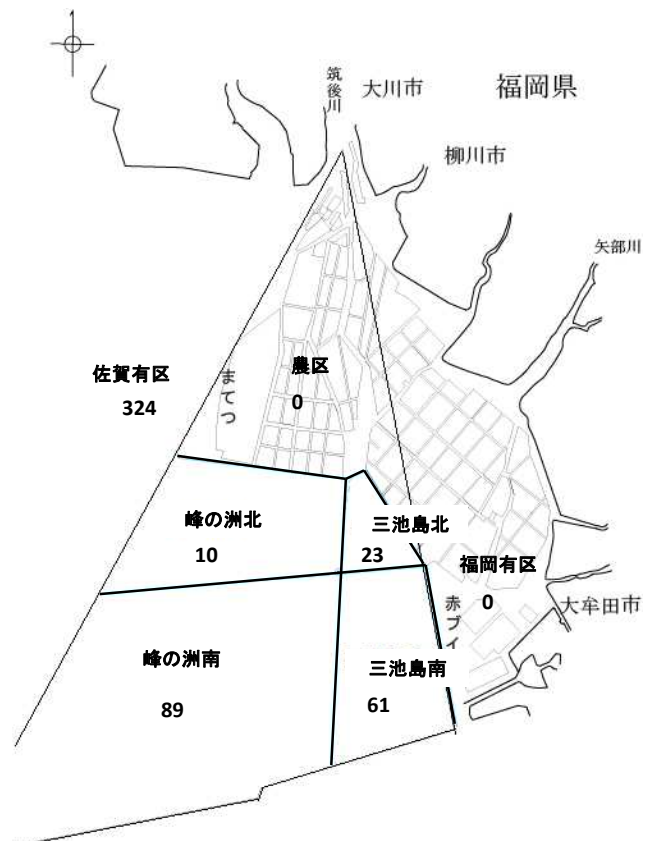 筑後川
大川市
福岡県
柳川市
矢部川
佐賀有区
324
まてつ
農区
0
峰の洲北
10
三池島北
23
福岡有区
0
赤ブイ
大牟田市
峰の洲南
89
三池島南
61